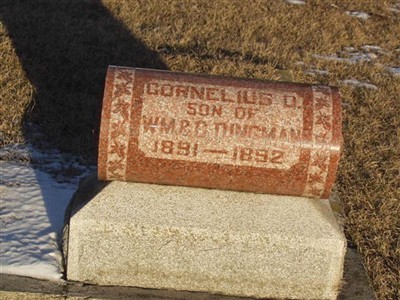 CORNELIUS D.
SON OF
WM. & C. DINGMAN
1891—1892